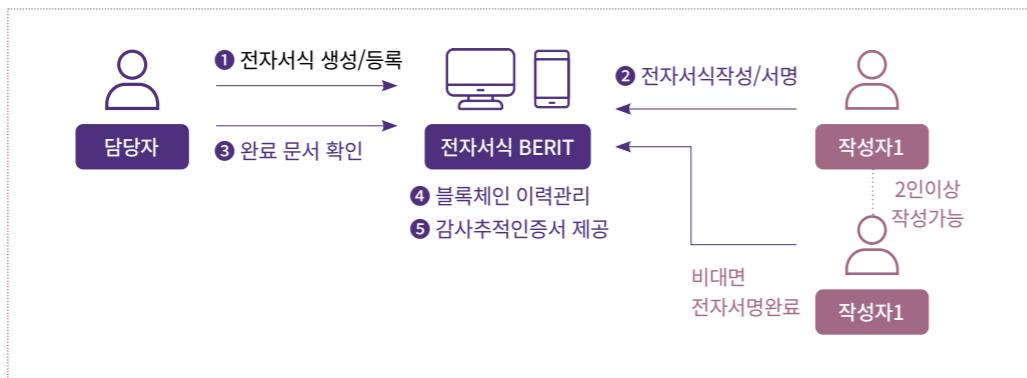 ❶ 전자서식 생성/등록
담당자
❸ 완료 문서 확인
전자서식 BERIT
❹ 블록체인 이력관리
❺ 감사추적인증서 제공
❷ 전자서식작성/서명
작성자1
2인이상
작성가능
비대면
전자서명완료
작성자1